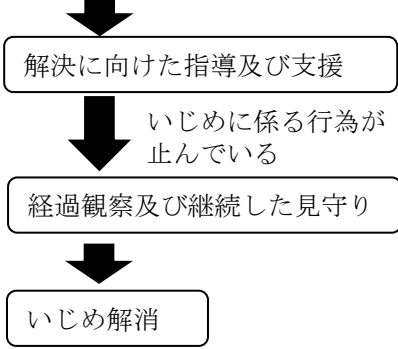 解決に向けた指導及び支援
いじめに係る行為が
止んでいる
経過観察及び継続した見守り
いじめ解消